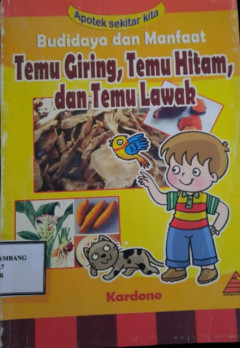 Apotek sekitar kita
Budidaya dan Manfaat
Temu Giring, Temu Hitam,
dan Temu Lawak
AMBANG
Kardono